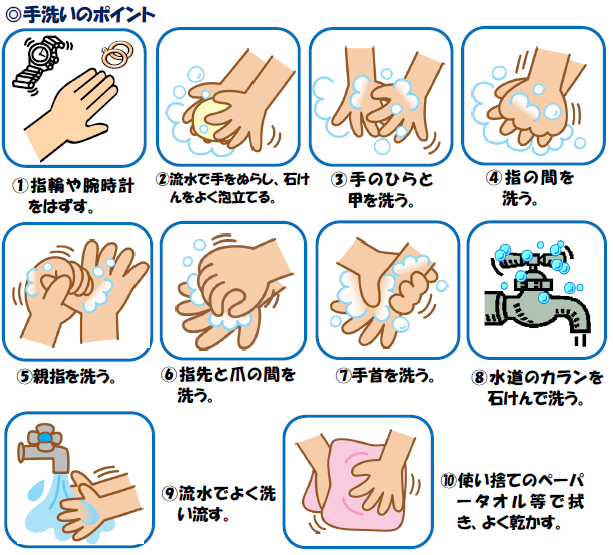 ◎手洗いのポイント
①指輪や腕時計
をはずす。
②流水で手をぬらし、石け
んをよく泡立てる。
③手のひらと
甲を洗う。
④指の間を
洗う。
⑤親指を洗う。
⑥指先と爪の間を
洗う。
⑦手首を洗う。
⑧水道のカランを
石けんで洗う。
⑨流水でよく洗
い流す。
⑩使い捨てのペーパ
ータオル等で拭
き、よく乾かす。